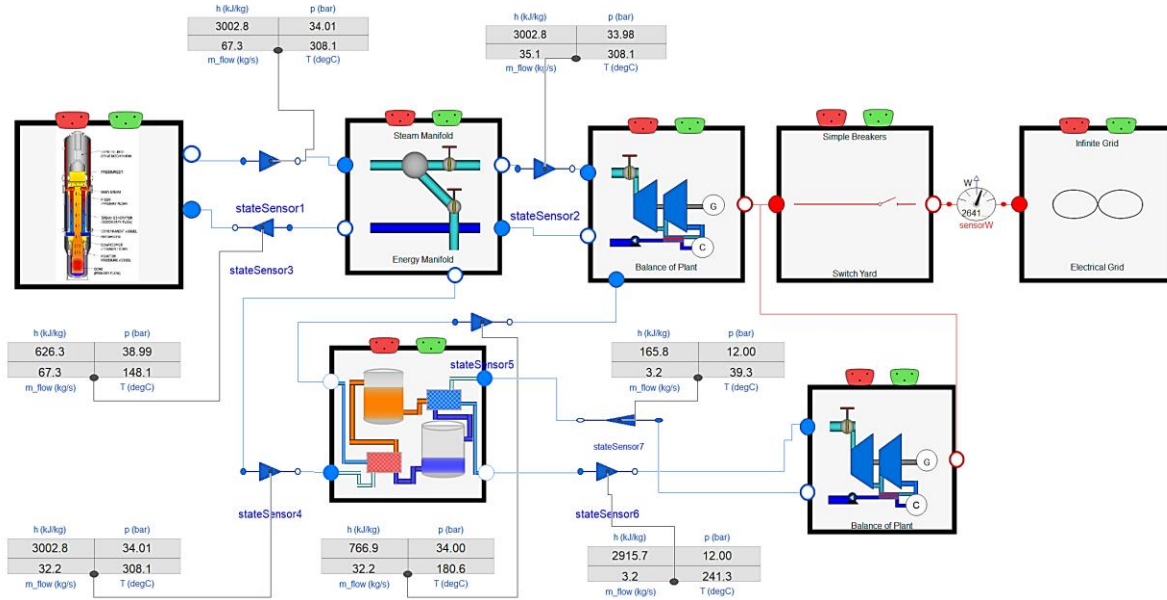 h (kJ/kg) p (bar)
3002.8 34.01
67.3 308.1
m_flow (kg/s) T (degC)
h (kJ/kg) p (bar)
3002.8 33.98
35.1 308.1
m_flow (kg/s) T (degC)
Steam Manifold
Energy Manifold
Balance of Plant
G
C
Simple Breakers
Switch Yard
W
2641
sensorW
Infinite Grid
Electrical Grid
stateSensor1
stateSensor2
stateSensor3
h (kJ/kg) p (bar)
626.3 38.99
67.3 148.1
m_flow (kg/s) T (degC)
stateSensor5
h (kJ/kg) p (bar)
165.8 12.00
3.2 39.3
m_flow (kg/s) T (degC)
stateSensor7
G
C
Balance of Plant
stateSensor4
stateSensor6
h (kJ/kg) p (bar)
3002.8 34.01
32.2 308.1
m_flow (kg/s) T (degC)
h (kJ/kg) p (bar)
766.9 34.00
32.2 180.6
m_flow (kg/s) T (degC)
h (kJ/kg) p (bar)
2915.7 12.00
3.2 241.3
m_flow (kg/s) T (degC)